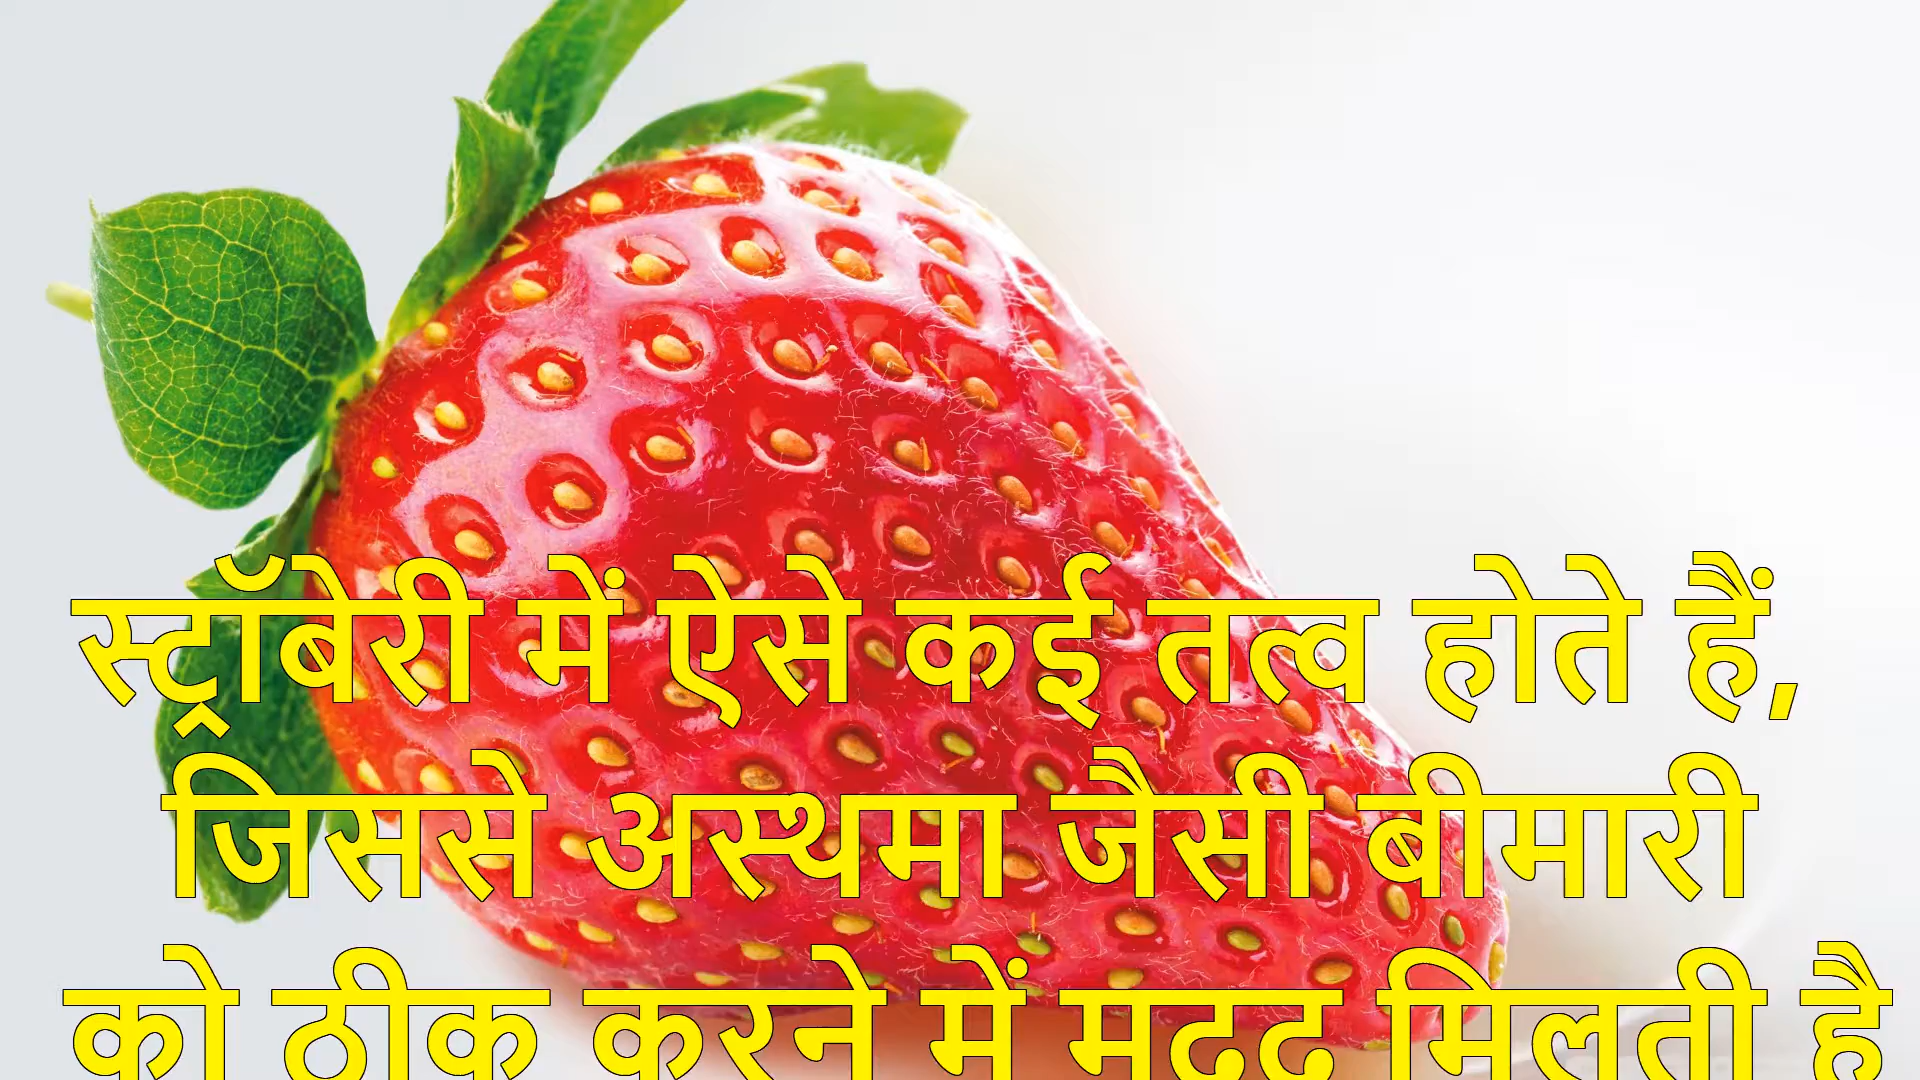 स्ट्रॉबेरी में ऐसे कई तत्व होते हैं,
जिससे अस्थमा जैसी बीमारी
को ठीक करने में मदद मिलती है